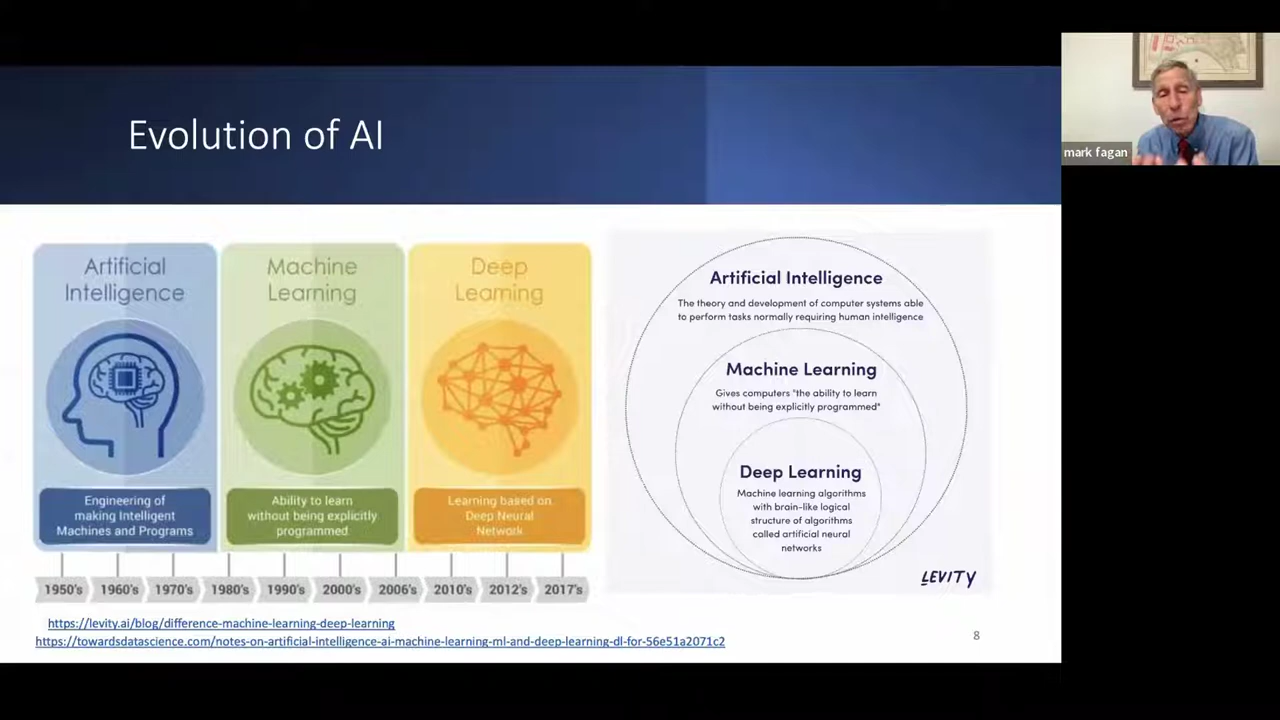 Evolution of AI
mark fagan
Artificial
Intelligence
Engineering of
making Intelligent
Machines and Programs
Machine
Learning
Ability to learn
without being explicitly
programmed
Deep
Learning
Learning based on
Deep Neural
Network
1950's 1960's 1970's 1980's 1990's 2000's 2006's 2010's 2012's 2017's
Artificial Intelligence
The theory and development of computer systems able
to perform tasks normally requiring human intelligence
Machine Learning
Gives computers "the ability to learn
without being explicitly programmed"
Deep Learning
Machine learning algorithms
with brain-like logical
structure of algorithms
called artificial neural
networks
LEVITY
https://levity.ai/blog/difference-machine-learning-deep-learning
https://towardsdatascience.com/notes-on-artificial-intelligence-ai-machine-learning-ml-and-deep-learning-dl-for-56e51a2071c2
8